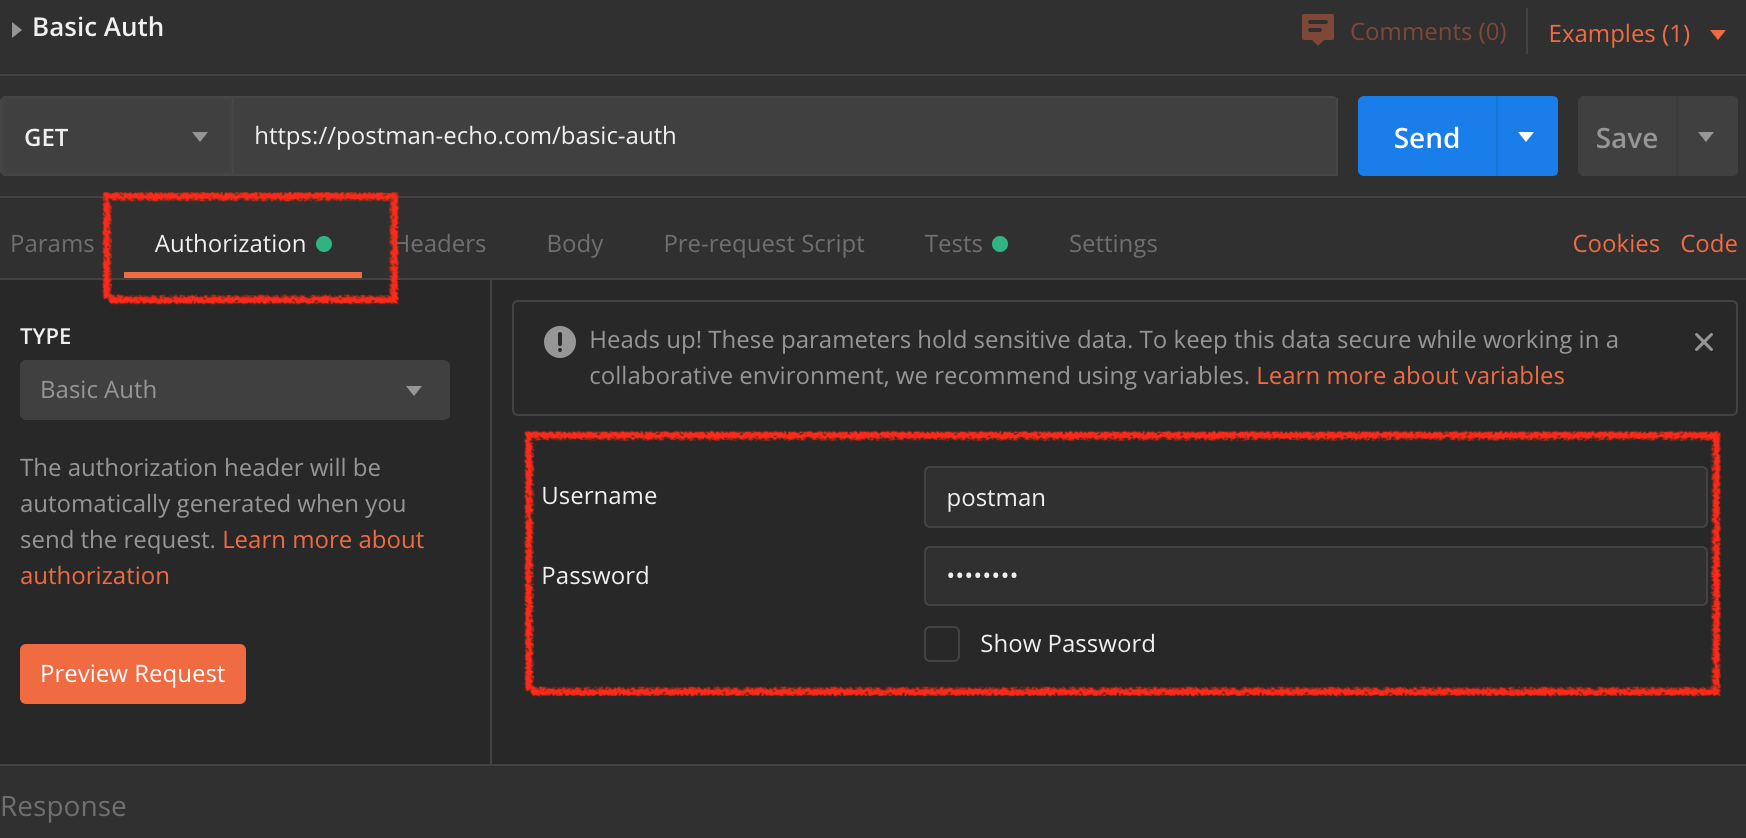 Basic Auth
Comments (0)
Examples (1)
GET
https://postman-echo.com/basic-auth
Send
Save
Params
Authorization
Headers
Body
Pre-request Script
Tests
Settings
Cookies
Code
TYPE
Basic Auth
The authorization header will be
automatically generated when you
send the request. Learn more about
authorization
Preview Request
Heads up! These parameters hold sensitive data. To keep this data secure while working in a
collaborative environment, we recommend using variables. Learn more about variables
Username
postman
Password
••••••••
Show Password
Response